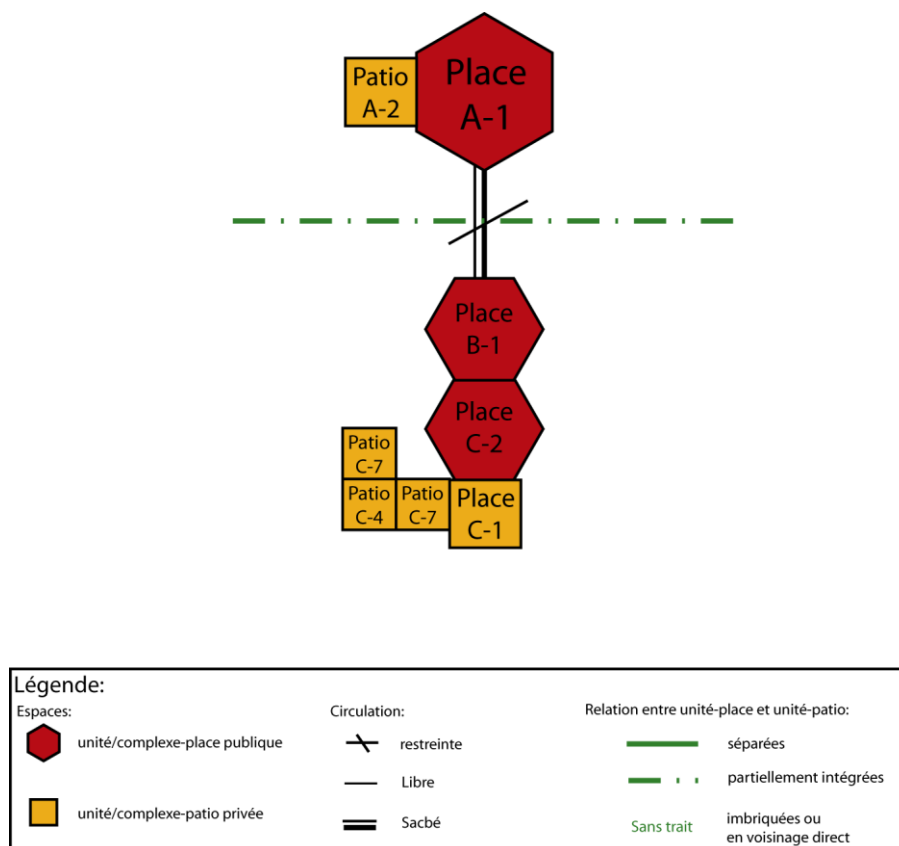 Place
A-1
Patio
A-2
Place
B-1
Place
C-2
Patio
C-7
Patio
C-4
Patio
C-7
Place
C-1
Légende:
Espaces:
unité/complexe-place publique
unité/complexe-patio privée
Circulation:
restreinte
Libre
Sacbé
Relation entre unité-place et unité-patio:
séparées
partiellement intégrées
Sans trait
imbriquées ou
en voisinage direct